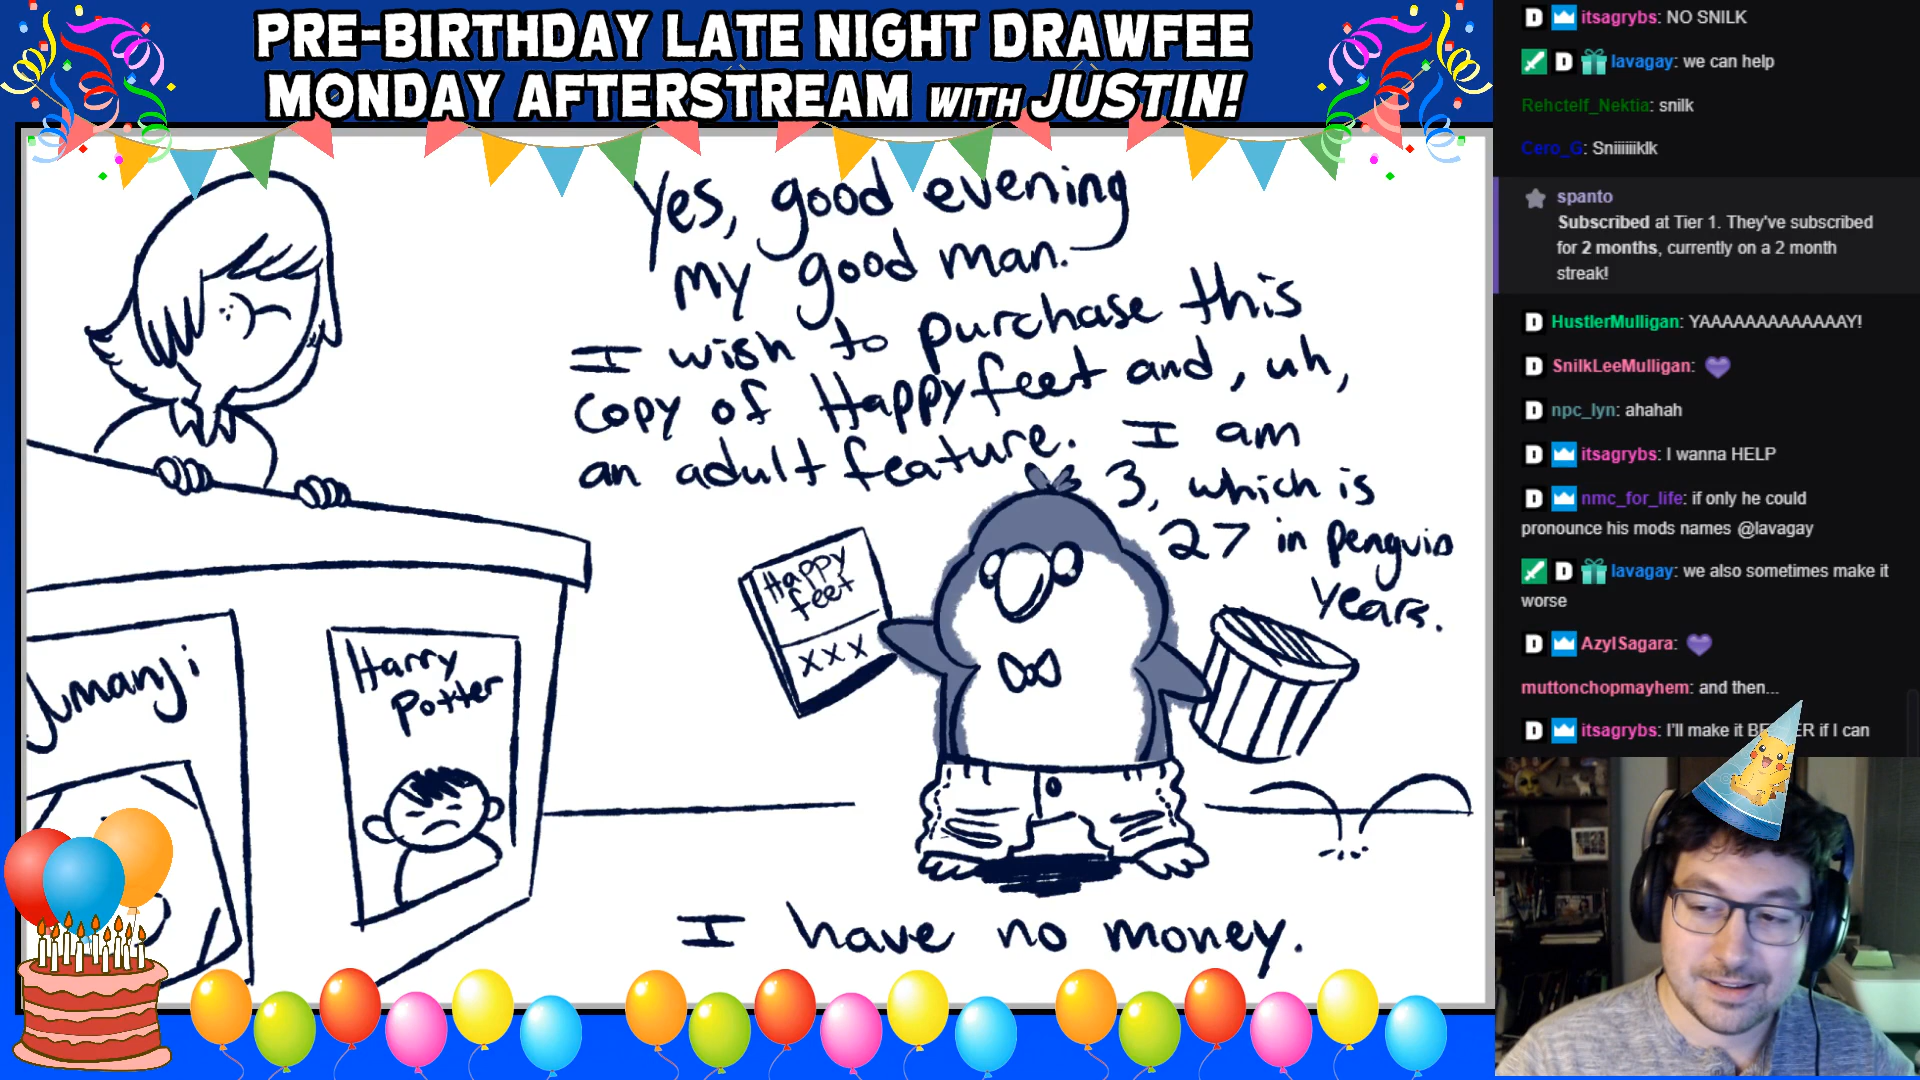 PRE-BIRTHDAY LATE NIGHT DRAWFEE
MONDAY AFTERSTREAM WITH JUSTIN!
Yes, good evening
my good man.
I wish to purchase this
copy of Happy feet and, uh,
an adult feature. I am
3, which is
27 in penguin
years.
Happy
feet
XXX
Jumanji
Harry
Potter
I have no money.
itsagrybs: NO SNILK
lavagay: we can help
Rehctelf_Nektia: snilk
Cero_G: Sniiiiiiklk
spanto
Subscribed at Tier 1. They've subscribed
for 2 months, currently on a 2 month
streak!
HustlerMulligan: YAAAAAAAAAAAAAY!
SnilkLeeMulligan:
npc_lyn: ahahah
itsagrybs: I wanna HELP
nmc_for_life: if only he could
pronounce his mods names @lavagay
lavagay: we also sometimes make it
worse
AzylSagara:
muttonchopmayhem: and then...
itsagrybs: I'll make it BETTER if I can